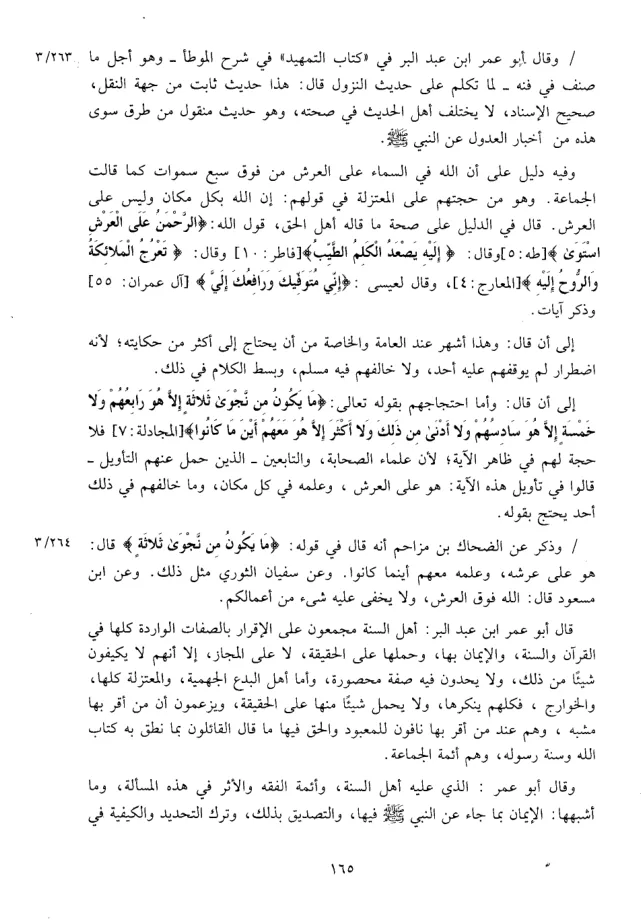 / وقال أبو عمر ابن عبد البر في «كتاب التمهيد» في شرح الموطأ ـ وهو أجل ما ٣/٢٦٣
صنف في فنه ـ لما تكلم على حديث النزول قال: هذا حديث ثابت من جهة النقل،
صحيح الإسناد، لا يختلف أهل الحديث في صحته، وهو حديث منقول من طرق سوى
هذه من أخبار العدول عن النبي ﷺ.
وفيه دليل على أن الله في السماء على العرش من فوق سبع سموات كما قالت
الجماعة. وهو من حجتهم على المعتزلة في قولهم: إن الله بكل مكان وليس على
العرش. قال في الدليل على صحة ما قاله أهل الحق، قول الله: ﴿الرَّحْمَنُ عَلَى الْعَرْشِ
اسْتَوَىٰ ﴾[طه: ٥]وقال: ﴿ إِلَيْهِ يَصْعَدُ الْكَلِمُ الطَّيِّبُ﴾[فاطر: ١٠] وقال: ﴿ تَعْرُجُ الْمَلائِكَةُ
وَالرُّوحُ إِلَيْهِ ﴾[المعارج: ٤]، وقال لعيسى : ﴿إِنِّي مُتَوَفِّيكَ وَرَافِعُكَ إِلَيَّ ﴾ [آل عمران: ٥٥]
وذكر آيات.
إلى أن قال: وهذا أشهر عند العامة والخاصة من أن يحتاج إلى أكثر من حكايته؛ لأنه
اضطرار لم يوقفهم عليه أحد، ولا خالفهم فيه مسلم، وبسط الكلام في ذلك.
إلى أن قال: وأما احتجاجهم بقوله تعالى: ﴿مَا يَكُونُ مِن نَّجْوَىٰ ثَلاثَةٍ إِلاَّ هُوَ رَابِعُهُمْ وَلا
خَمْسَةٍ إِلاَّ هُوَ سَادِسُهُمْ وَلا أَدْنَىٰ مِن ذَلِكَ وَلا أَكْثَرَ إِلاَّ هُوَ مَعَهُمْ أَيْنَ مَا كَانُوا﴾[المجادلة: ٧] فلا
حجة لهم في ظاهر الآية؛ لأن علماء الصحابة، والتابعين ـ الذين حمل عنهم التأويل ـ
قالوا في تأويل هذه الآية: هو على العرش ، وعلمه في كل مكان، وما خالفهم في ذلك
أحد يحتج بقوله.
/ وذكر عن الضحاك بن مزاحم أنه قال في قوله: ﴿مَا يَكُونُ مِن نَّجْوَىٰ ثَلاثَةٍ ﴾ قال: ٣/٢٦٤
هو على عرشه، وعلمه معهم أينما كانوا. وعن سفيان الثوري مثل ذلك. وعن ابن
مسعود قال: الله فوق العرش، ولا يخفى عليه شىء من أعمالكم.
قال أبو عمر ابن عبد البر: أهل السنة مجمعون على الإقرار بالصفات الواردة كلها في
القرآن والسنة، والإيمان بها، وحملها على الحقيقة، لا على المجاز، إلا أنهم لا يكيفون
شيئًا من ذلك، ولا يحدون فيه صفة محصورة، وأما أهل البدع الجهمية، والمعتزلة كلها،
والخوارج ، فكلهم ينكرها، ولا يحمل شيئًا منها على الحقيقة، ويزعمون أن من أقر بها
مشبه ، وهم عند من أقر بها نافون للمعبود والحق فيها ما قال القائلون بما نطق به كتاب
الله وسنة رسوله، وهم أئمة الجماعة.
وقال أبو عمر : الذي عليه أهل السنة، وأئمة الفقه والأثر في هذه المسألة، وما
أشبهها: الإيمان بما جاء عن النبي ﷺ فيها، والتصديق بذلك، وترك التحديد والكيفية في
١٦٥